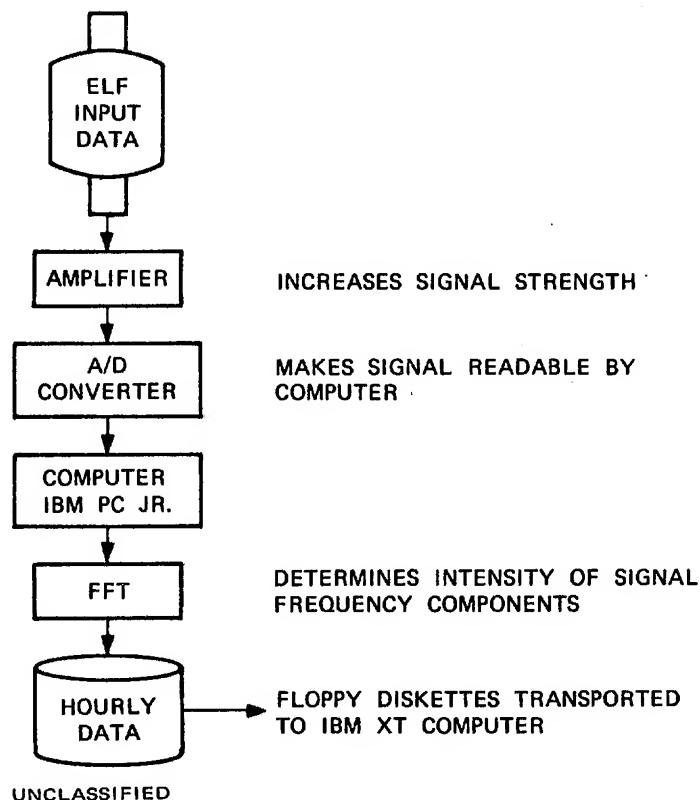 ELF
INPUT
DATA
AMPLIFIER
INCREASES SIGNAL STRENGTH
A/D
CONVERTER
MAKES SIGNAL READABLE BY
COMPUTER
COMPUTER
IBM PC JR.
FFT
DETERMINES INTENSITY OF SIGNAL
FREQUENCY COMPONENTS
HOURLY
DATA
FLOPPY DISKETTES TRANSPORTED
TO IBM XT COMPUTER
UNCLASSIFIED